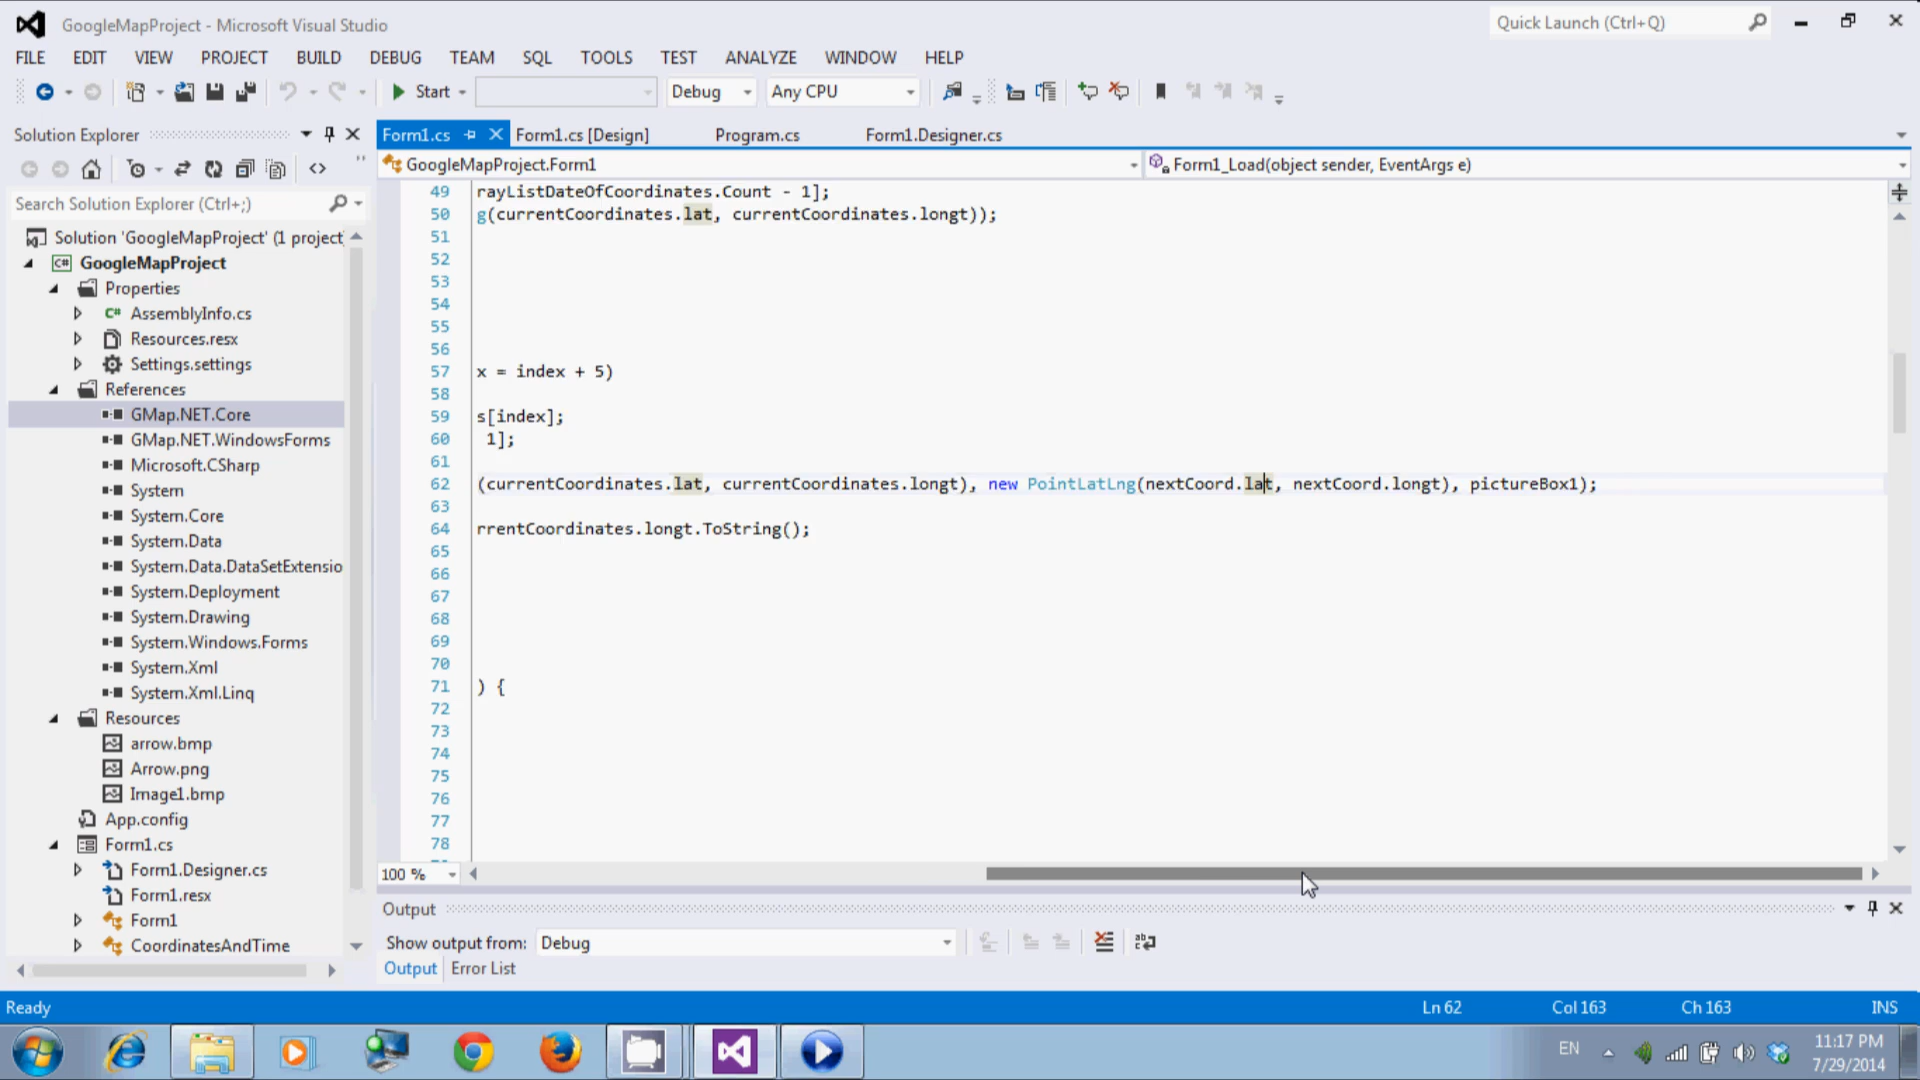 GoogleMapProject - Microsoft Visual Studio
Quick Launch (Ctrl+Q)
FILE EDIT VIEW PROJECT BUILD DEBUG TEAM SQL TOOLS TEST ANALYZE WINDOW HELP
Start Debug Any CPU
Solution Explorer
Form1.cs Form1.cs [Design] Program.cs Form1.Designer.cs
GoogleMapProject.Form1 Form1_Load(object sender, EventArgs e)
Search Solution Explorer (Ctrl+;)
Solution 'GoogleMapProject' (1 project
GoogleMapProject
Properties
AssemblyInfo.cs
Resources.resx
Settings.settings
References
GMap.NET.Core
GMap.NET.WindowsForms
Microsoft.CSharp
System
System.Core
System.Data
System.Data.DataSetExtensio
System.Deployment
System.Drawing
System.Windows.Forms
System.Xml
System.Xml.Linq
Resources
arrow.bmp
Arrow.png
Image1.bmp
App.config
Form1.cs
Form1.Designer.cs
Form1.resx
Form1
CoordinatesAndTime
49 rayListDateOfCoordinates.Count - 1];
50 g(currentCoordinates.lat, currentCoordinates.longt));
51
52
53
54
55
56
57 x = index + 5)
58
59 s[index];
60 1];
61
62 (currentCoordinates.lat, currentCoordinates.longt), new PointLatLng(nextCoord.lat, nextCoord.longt), pictureBox1);
63
64 rrentCoordinates.longt.ToString();
65
66
67
68
69
70
71 ) {
72
73
74
75
76
77
78
100 %
Output
Show output from: Debug
Output Error List
Ready Ln 62 Col 163 Ch 163 INS
EN 11:17 PM
7/29/2014